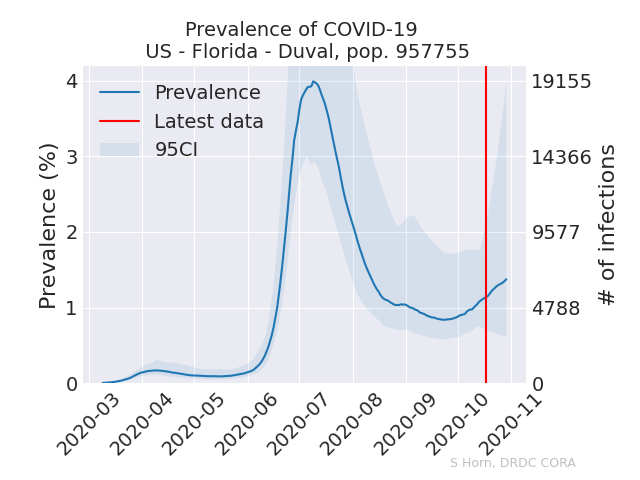 Prevalence of COVID-19
US - Florida - Duval, pop. 957755
Prevalence
Latest data
95CI
Prevalence (%)
4
3
2
1
0
19155
14366
9577
4788
0
# of infections
2020-03
2020-04
2020-05
2020-06
2020-07
2020-08
2020-09
2020-10
2020-11
S Horn, DRDC CORA